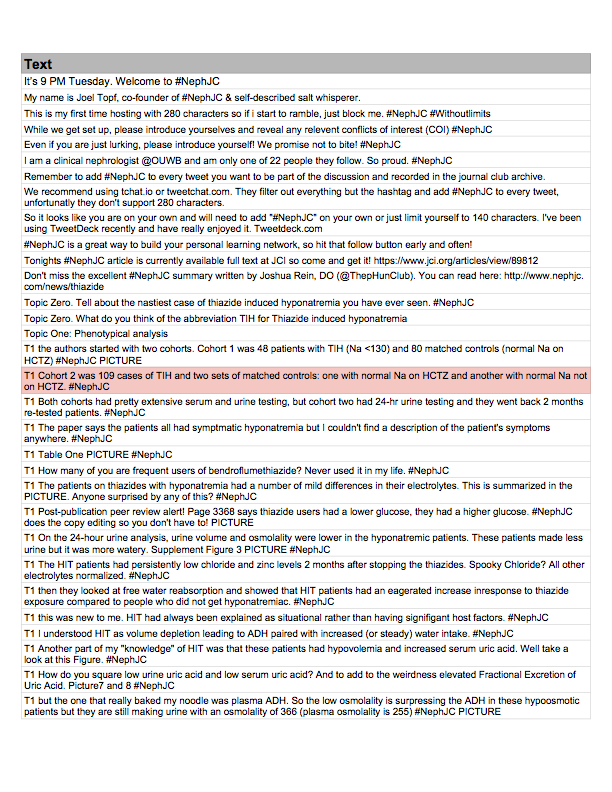 Text
It's 9 PM Tuesday. Welcome to #NephJC
My name is Joel Topf, co-founder of #NephJC & self-described salt whisperer.
This is my first time hosting with 280 characters so if i start to ramble, just block me. #NephJC #Withoutlimits
While we get set up, please introduce yourselves and reveal any relevent conflicts of interest (COI) #NephJC
Even if you are just lurking, please introduce yourself! We promise not to bite! #NephJC
I am a clinical nephrologist @OUWB and am only one of 22 people they follow. So proud. #NephJC
Remember to add #NephJC to every tweet you want to be part of the discussion and recorded in the journal club archive.
We recommend using tchat.io or tweetchat.com. They filter out everything but the hashtag and add #NephJC to every tweet,
unfortunatly they don't support 280 characters.
So it looks like you are on your own and will need to add "#NephJC" on your own or just limit yourself to 140 characters. I've been
using TweetDeck recently and have really enjoyed it. Tweetdeck.com
#NephJC is a great way to build your personal learning network, so hit that follow button early and often!
Tonights #NephJC article is currently available full text at JCI so come and get it! https://www.jci.org/articles/view/89812
Don't miss the excellent #NephJC summary written by Joshua Rein, DO (@ThepHunClub). You can read here: http://www.nephjc.
com/news/thiazide
Topic Zero. Tell about the nastiest case of thiazide induced hyponatremia you have ever seen. #NephJC
Topic Zero. What do you think of the abbreviation TIH for Thiazide induced hyponatremia
Topic One: Phenotypical analysis
T1 the authors started with two cohorts. Cohort 1 was 48 patients with TIH (Na <130) and 80 matched controls (normal Na on
HCTZ) #NephJC PICTURE
T1 Cohort 2 was 109 cases of TIH and two sets of matched controls: one with normal Na on HCTZ and another with normal Na not
on HCTZ. #NephJC
T1 Both cohorts had pretty extensive serum and urine testing, but cohort two had 24-hr urine testing and they went back 2 months
re-tested patients. #NephJC
T1 The paper says the patients all had symptmatic hyponatremia but I couldn't find a description of the patient's symptoms
anywhere. #NephJC
T1 Table One PICTURE #NephJC
T1 How many of you are frequent users of bendroflumethiazide? Never used it in my life. #NephJC
T1 The patients on thiazides with hyponatremia had a number of mild differences in their electrolytes. This is summarized in the
PICTURE. Anyone surprised by any of this? #NephJC
T1 Post-publication peer review alert! Page 3368 says thiazide users had a lower glucose, they had a higher glucose. #NephJC
does the copy editing so you don't have to! PICTURE
T1 On the 24-hour urine analysis, urine volume and osmolality were lower in the hyponatremic patients. These patients made less
urine but it was more watery. Supplement Figure 3 PICTURE #NephJC
T1 The HIT patients had persistently low chloride and zinc levels 2 months after stopping the thiazides. Spooky Chloride? All other
electrolytes normalized. #NephJC
T1 then they looked at free water reabsorption and showed that HIT patients had an eagerated increase inresponse to thiazide
exposure compared to people who did not get hyponatremiac. #NephJC
T1 this was new to me. HIT had always been explained as situational rather than having signifigant host factors. #NephJC
T1 I understood HIT as volume depletion leading to ADH paired with increased (or steady) water intake. #NephJC
T1 Another part of my "knowledge" of HIT was that these patients had hypovolemia and increased serum uric acid. Well take a
look at this Figure. #NephJC
T1 How do you square low urine uric acid and low serum uric acid? And to add to the weirdness elevated Fractional Excretion of
Uric Acid. Picture7 and 8 #NephJC
T1 but the one that really baked my noodle was plasma ADH. So the low osmolality is surpressing the ADH in these hypoosmotic
patients but they are still making urine with an osmolality of 366 (plasma osmolality is 255) #NephJC PICTURE